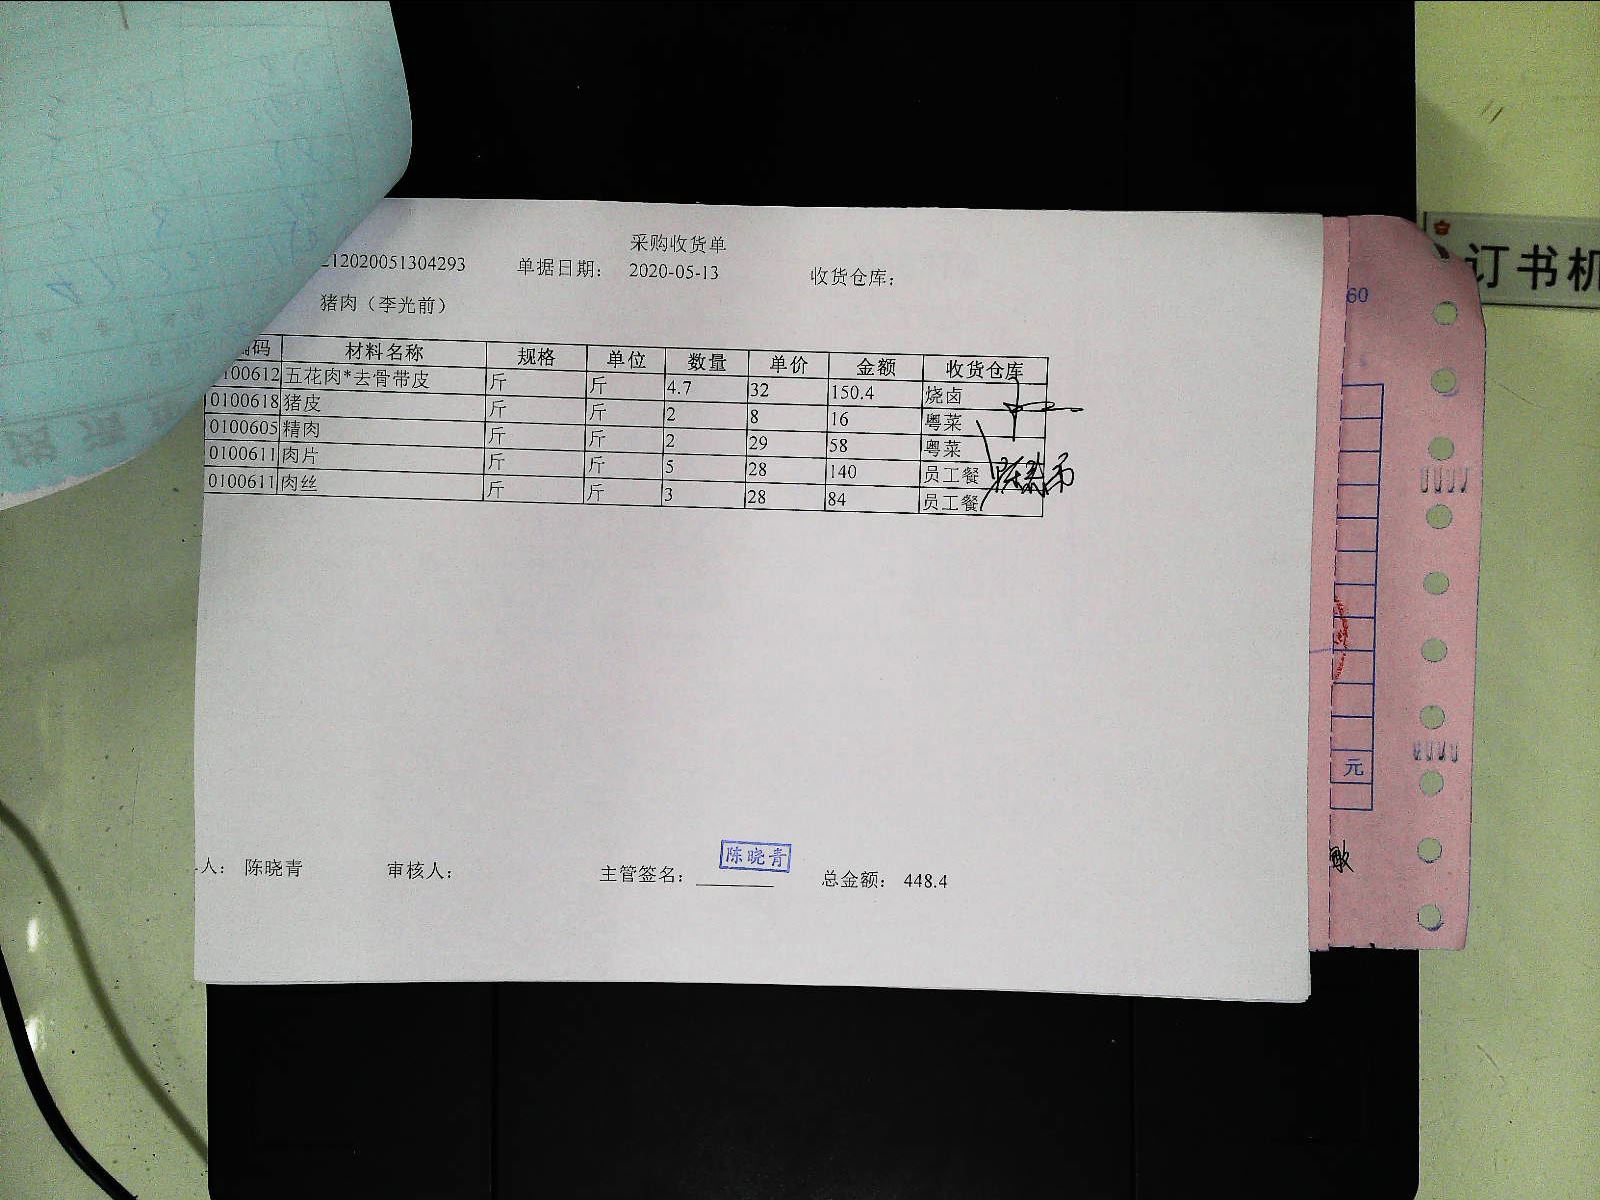 采购收货单
212020051304293 单据日期: 2020-05-13 收货仓库:
猪肉（李光前）
编码 材料名称 规格 单位 数量 单价 金额 收货仓库
0100612 五花肉*去骨带皮 斤 斤 4.7 32 150.4 烧卤
0100618 猪皮 斤 斤 2 8 16 粤菜
0100605 精肉 斤 斤 2 29 58 粤菜
0100611 肉片 斤 斤 5 28 140 员工餐
0100611 肉丝 斤 斤 3 28 84 员工餐
人: 陈晓青 审核人: 主管签名: 陈晓青 总金额: 448.4
订书机
60
元